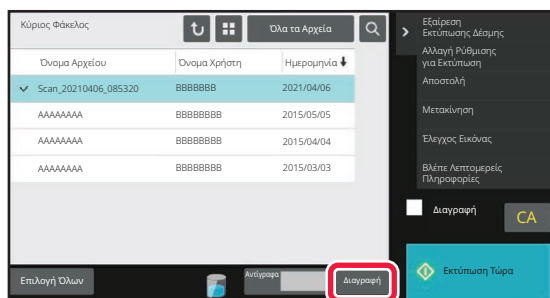 Κύριος Φάκελος
Όλα τα Αρχεία
Όνομα Αρχείου Όνομα Χρήστη Ημερομηνία
Scan_20210406_085320 BBBBBBB 2021/04/06
AAAAAAAA BBBBBBBB 2015/05/05
AAAAAAAA BBBBBBBB 2015/04/04
AAAAAAAA BBBBBBBB 2015/03/03
Επιλογή Όλων
Αντίγραφα
Διαγραφή
Εξαίρεση
Εκτύπωσης Δέσμης
Αλλαγή Ρύθμισης
για Εκτύπωση
Αποστολή
Μετακίνηση
Έλεγχος Εικόνας
Βλέπε Λεπτομερείς
Πληροφορίες
Διαγραφή
CA
Εκτύπωση Τώρα